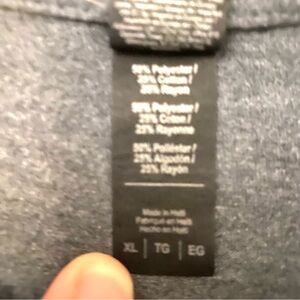 50% Polyester /
25% Cotton /
25% Rayon
50% Polyester /
25% Coton /
25% Rayonne
50% Poliéster /
25% Algodón /
25% Rayón
Made in Haiti
Fabriqué en Haïti
Hecho en Haití
XL | TG | EG